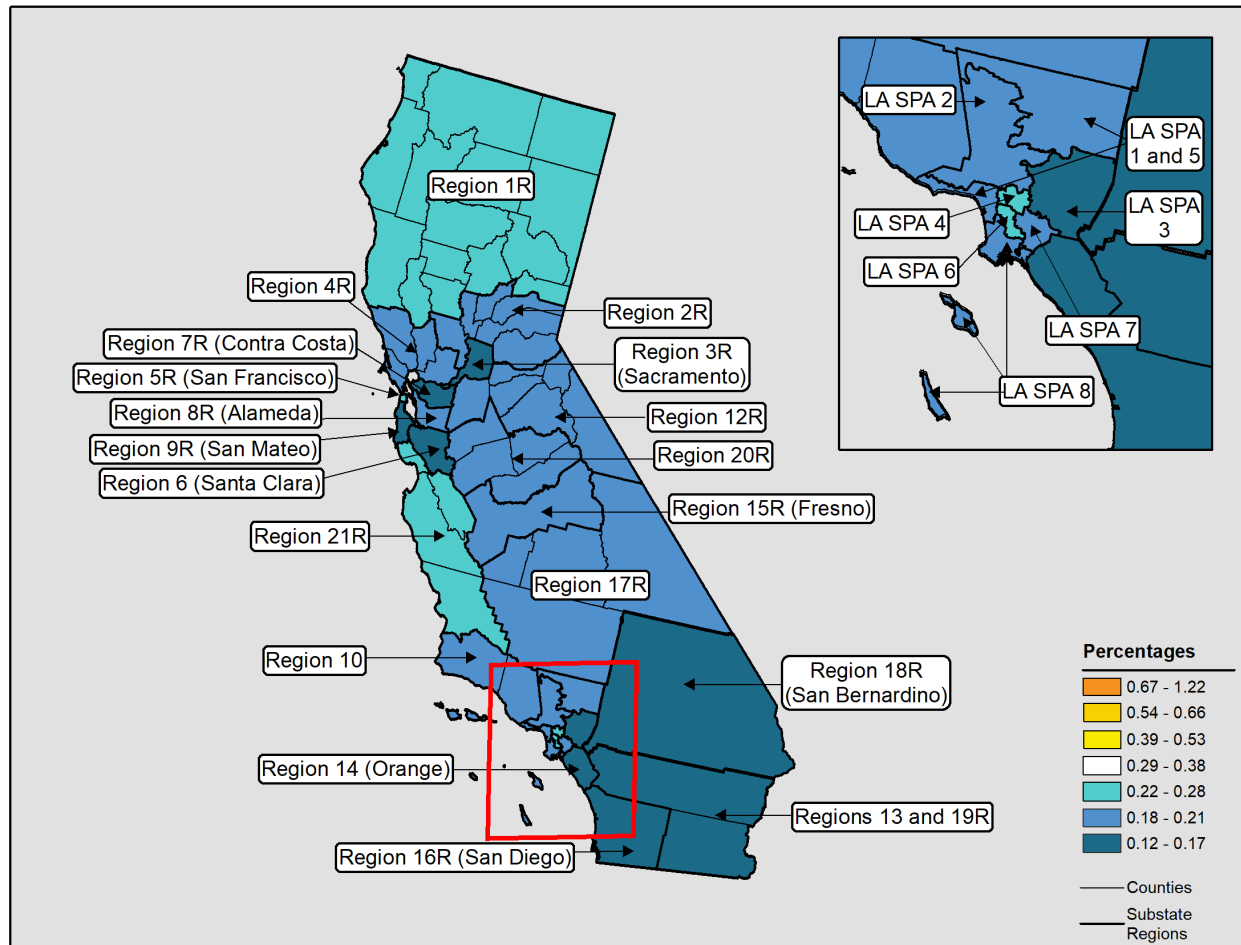 Region 1R
Region 4R
Region 2R
Region 7R (Contra Costa)
Region 3R
(Sacramento)
Region 5R (San Francisco)
Region 8R (Alameda)
Region 12R
Region 9R (San Mateo)
Region 20R
Region 6 (Santa Clara)
Region 15R (Fresno)
Region 21R
Region 17R
Region 10
Region 18R
(San Bernardino)
Region 14 (Orange)
Regions 13 and 19R
Region 16R (San Diego)
LA SPA 2
LA SPA
1 and 5
LA SPA 4
LA SPA
3
LA SPA 6
LA SPA 7
LA SPA 8
Percentages
0.67 - 1.22
0.54 - 0.66
0.39 - 0.53
0.29 - 0.38
0.22 - 0.28
0.18 - 0.21
0.12 - 0.17
Counties
Substate
Regions